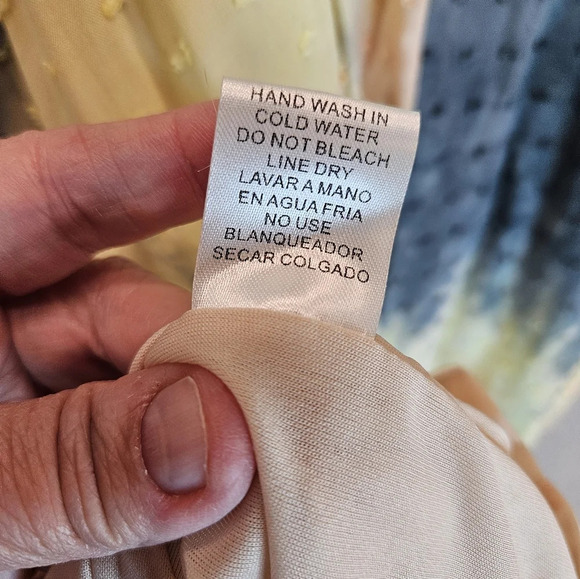 HAND WASH IN
COLD WATER
DO NOT BLEACH
LINE DRY
LAVAR A MANO
EN AGUA FRIA
NO USE
BLANQUEADOR
SECAR COLGADO